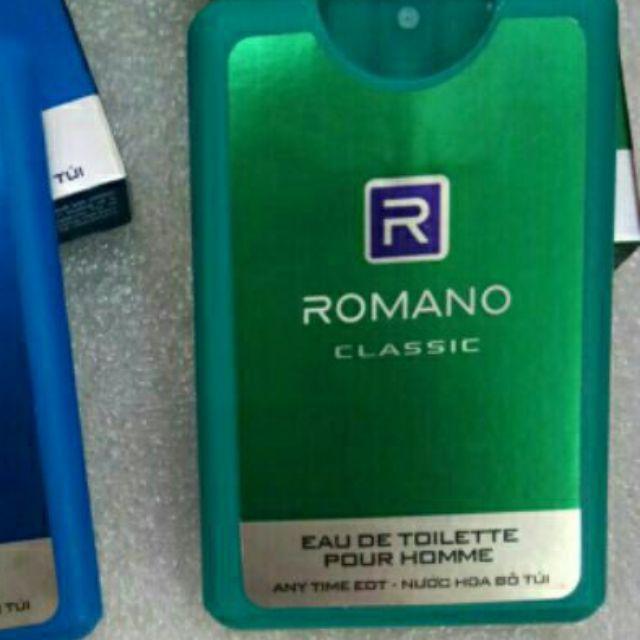 TÚI
R
ROMANO
CLASSIC
EAU DE TOILETTE
POUR HOMME
ANY TIME EDT - NƯỚC HOA BỎ TÚI
TÚI